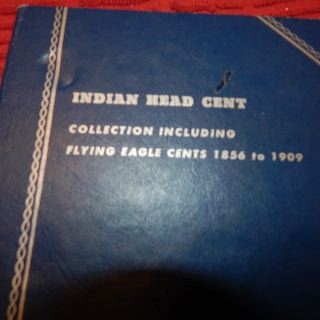 INDIAN HEAD CENT
COLLECTION INCLUDING
FLYING EAGLE CENTS 1856 to 1909